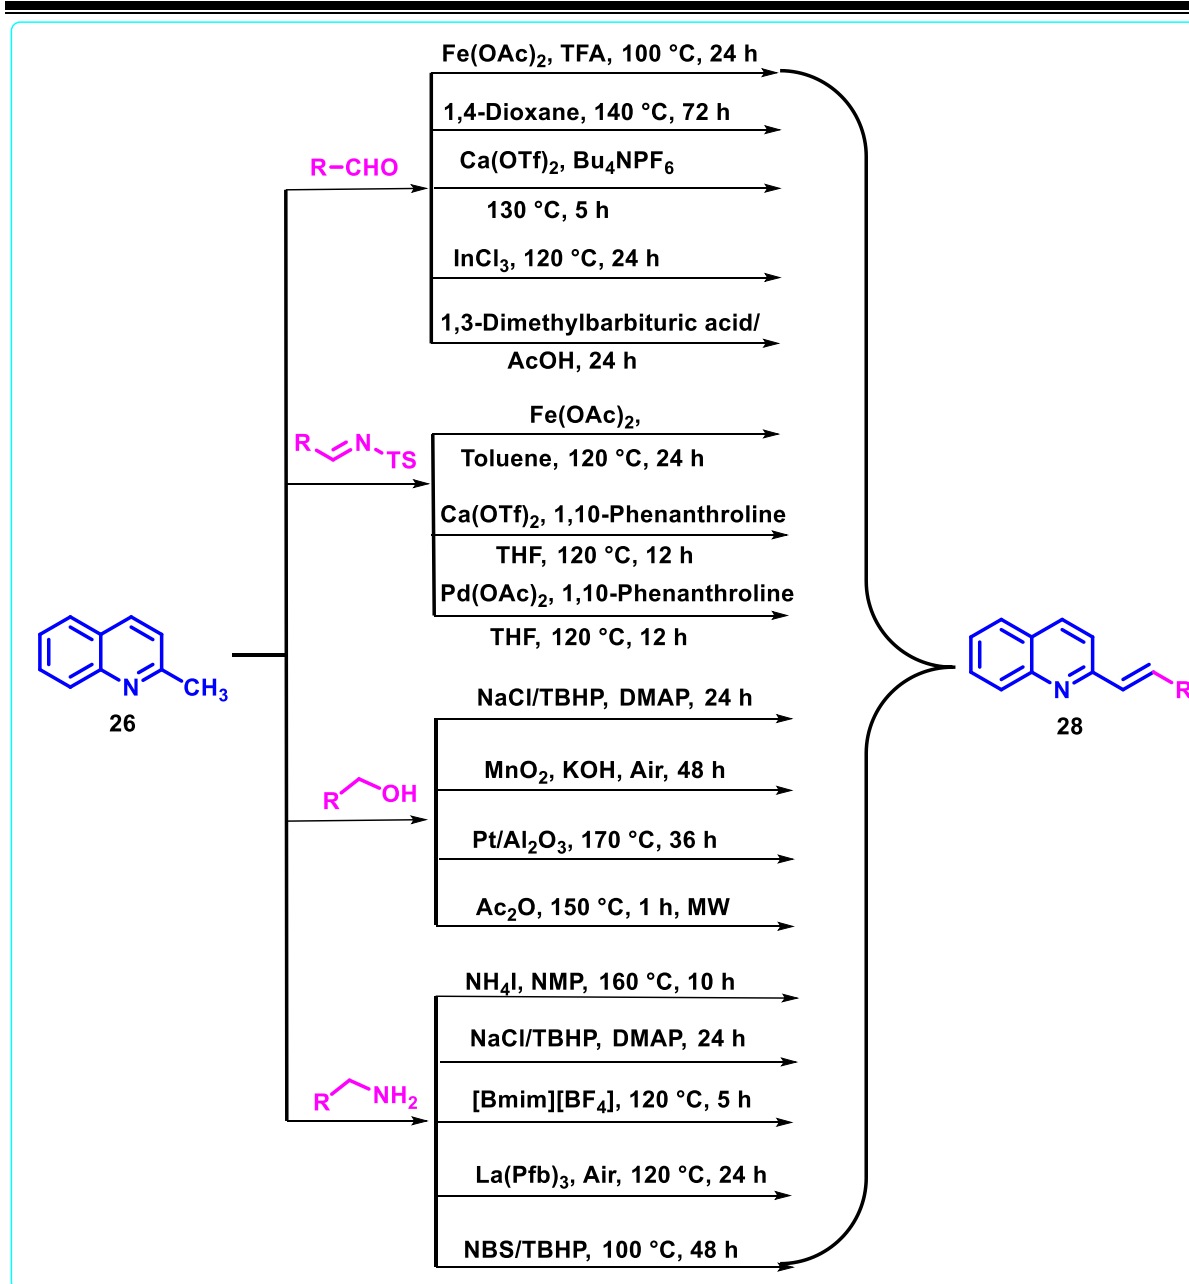 Fe(OAc)₂, TFA, 100 °C, 24 h
1,4-Dioxane, 140 °C, 72 h
R–CHO
Ca(OTf)₂, Bu₄NPF₆
130 °C, 5 h
InCl₃, 120 °C, 24 h
1,3-Dimethylbarbituric acid/
AcOH, 24 h
R N TS
Fe(OAc)₂,
Toluene, 120 °C, 24 h
Ca(OTf)₂, 1,10-Phenanthroline
THF, 120 °C, 12 h
Pd(OAc)₂, 1,10-Phenanthroline
THF, 120 °C, 12 h
N CH₃
26
NaCl/TBHP, DMAP, 24 h
MnO₂, KOH, Air, 48 h
R OH
Pt/Al₂O₃, 170 °C, 36 h
Ac₂O, 150 °C, 1 h, MW
NH₄I, NMP, 160 °C, 10 h
NaCl/TBHP, DMAP, 24 h
R NH₂
[Bmim][BF₄], 120 °C, 5 h
La(Pfb)₃, Air, 120 °C, 24 h
NBS/TBHP, 100 °C, 48 h
N R
28